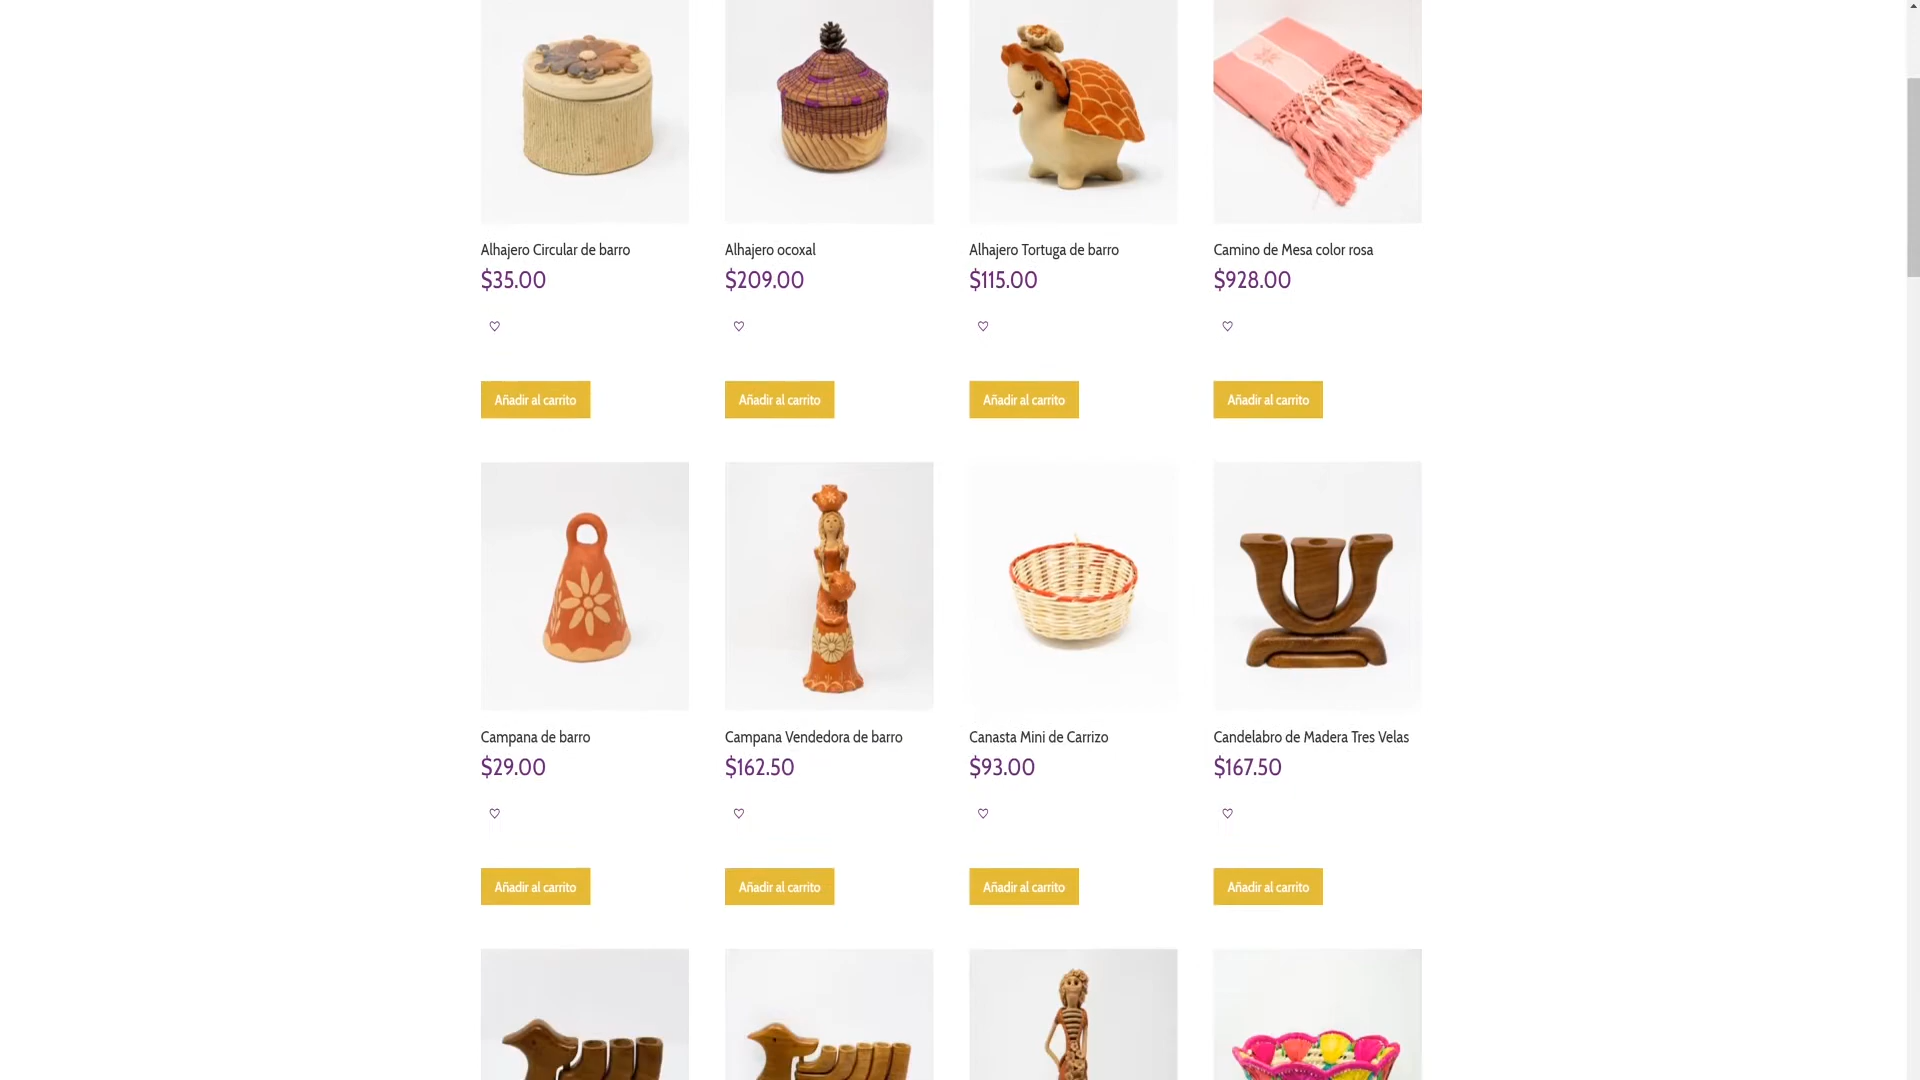 Alhajero Circular de barro
$35.00
Alhajero ocoxal
$209.00
Alhajero Tortuga de barro
$115.00
Camino de Mesa color rosa
$928.00
Añadir al carrito
Añadir al carrito
Añadir al carrito
Añadir al carrito
Campana de barro
$29.00
Campana Vendedora de barro
$162.50
Canasta Mini de Carrizo
$93.00
Candelabro de Madera Tres Velas
$167.50
Añadir al carrito
Añadir al carrito
Añadir al carrito
Añadir al carrito